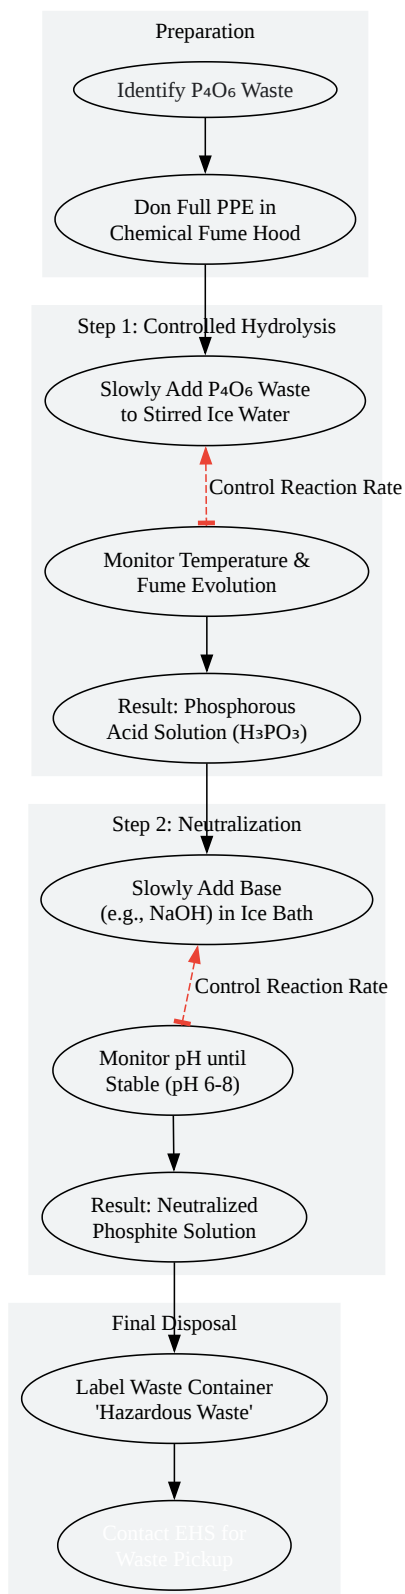 Preparation
Identify P₄O₆ Waste
Don Full PPE in
Chemical Fume Hood
Step 1: Controlled Hydrolysis
Slowly Add P₄O₆ Waste
to Stirred Ice Water
Control Reaction Rate
Monitor Temperature &
Fume Evolution
Result: Phosphorous
Acid Solution (H₃PO₃)
Step 2: Neutralization
Slowly Add Base
(e.g., NaOH) in Ice Bath
Control Reaction Rate
Monitor pH until
Stable (pH 6-8)
Result: Neutralized
Phosphite Solution
Final Disposal
Label Waste Container
'Hazardous Waste'
Contact EHS for
Waste Pickup